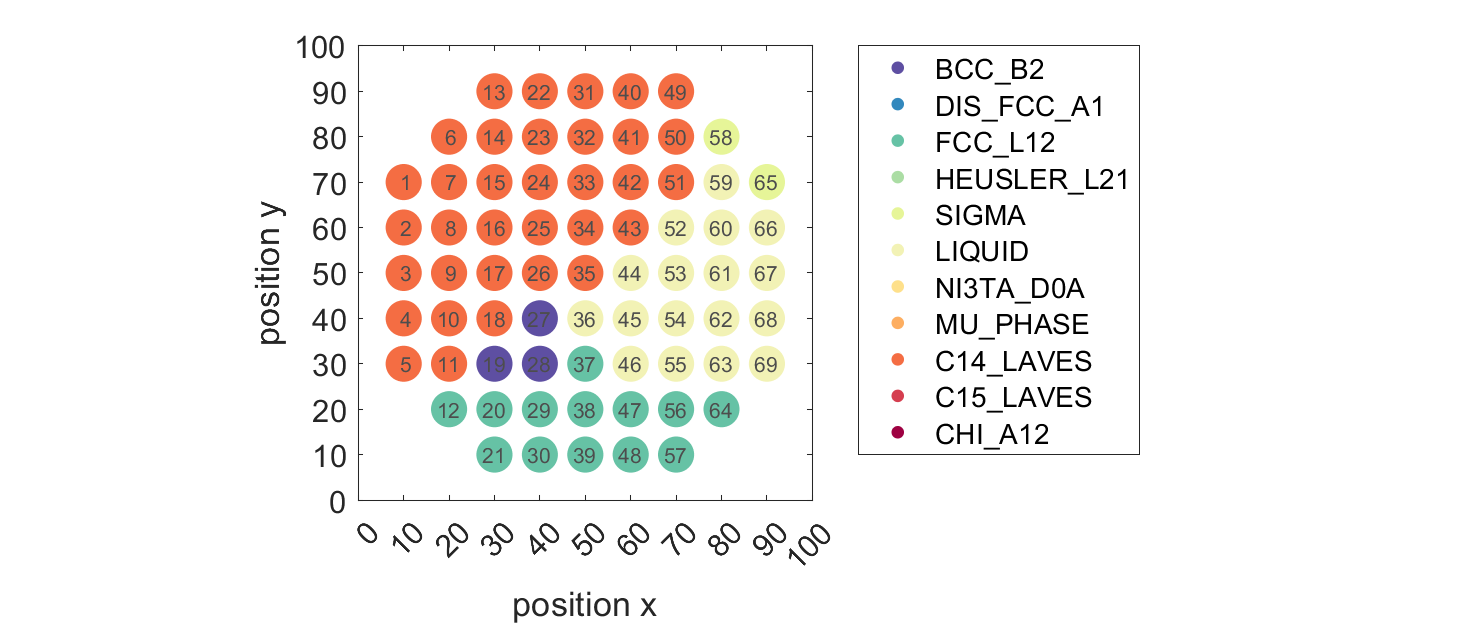 100
90
80
70
60
50
40
30
20
10
0
position y
13 22 31 40 49
6 14 23 32 41 50 58
1 7 15 24 33 42 51 59 65
2 8 16 25 34 43 52 60 66
3 9 17 26 35 44 53 61 67
4 10 18 27 36 45 54 62 68
5 11 19 28 37 46 55 63 69
12 20 29 38 47 56 64
21 30 39 48 57
0 10 20 30 40 50 60 70 80 90 100
position x
BCC_B2
DIS_FCC_A1
FCC_L12
HEUSLER_L21
SIGMA
LIQUID
NI3TA_D0A
MU_PHASE
C14_LAVES
C15_LAVES
CHI_A12